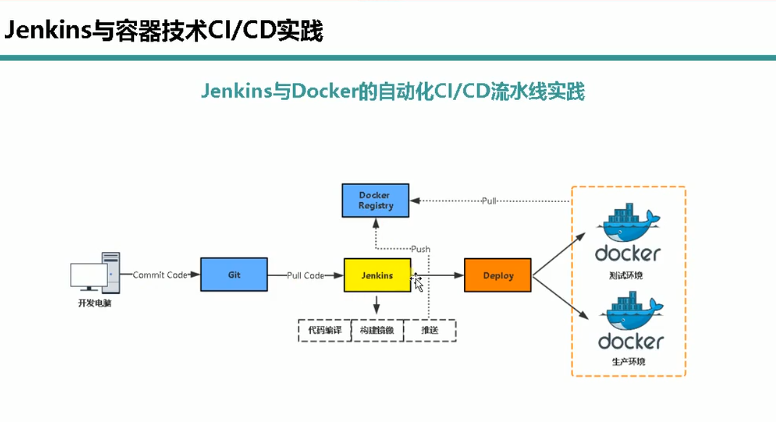 Jenkins与容器技术CI/CD实践
Jenkins与Docker的自动化CI/CD流水线实践
Docker
Registry
Pull
docker
测试环境
Push
Commit Code
Git
Pull Code
Jenkins
Deploy
开发电脑
代码编译
构建镜像
推送
docker
生产环境